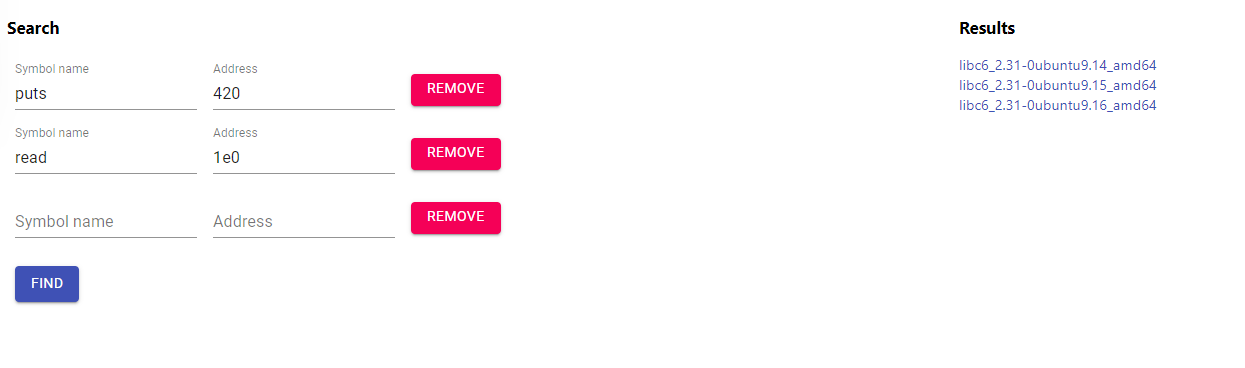 Search
Results
Symbol name
Address
puts
420
REMOVE
Symbol name
Address
read
1e0
REMOVE
Symbol name
Address
REMOVE
FIND
libc6_2.31-0ubuntu9.14_amd64
libc6_2.31-0ubuntu9.15_amd64
libc6_2.31-0ubuntu9.16_amd64